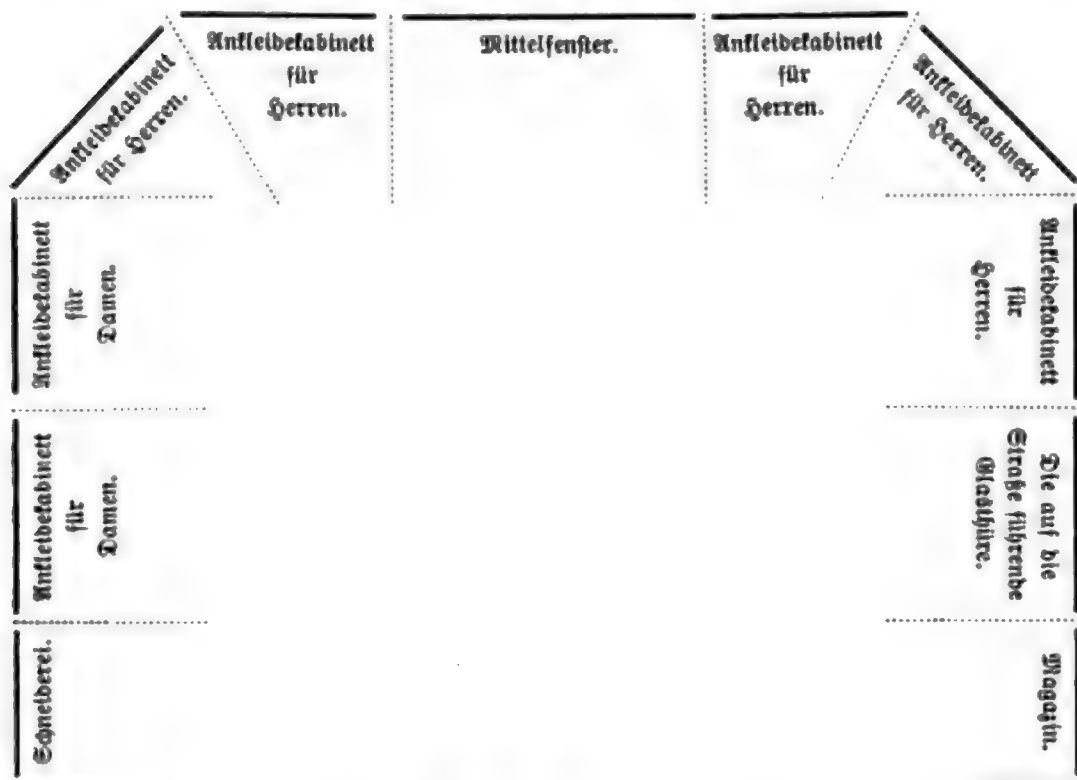 Ankleidekabinett
für
Herren.
Mittelfenster.
Ankleidekabinett
für
Herren.
Ankleidekabinett
für Herren.
Ankleidekabinett
für Herren.
Ankleidekabinett
für
Damen.
Ankleidekabinett
für
Herren.
Ankleidekabinett
für
Damen.
Die auf die
Straße führende
Glasthüre.
Schneiderei.
Magazin.